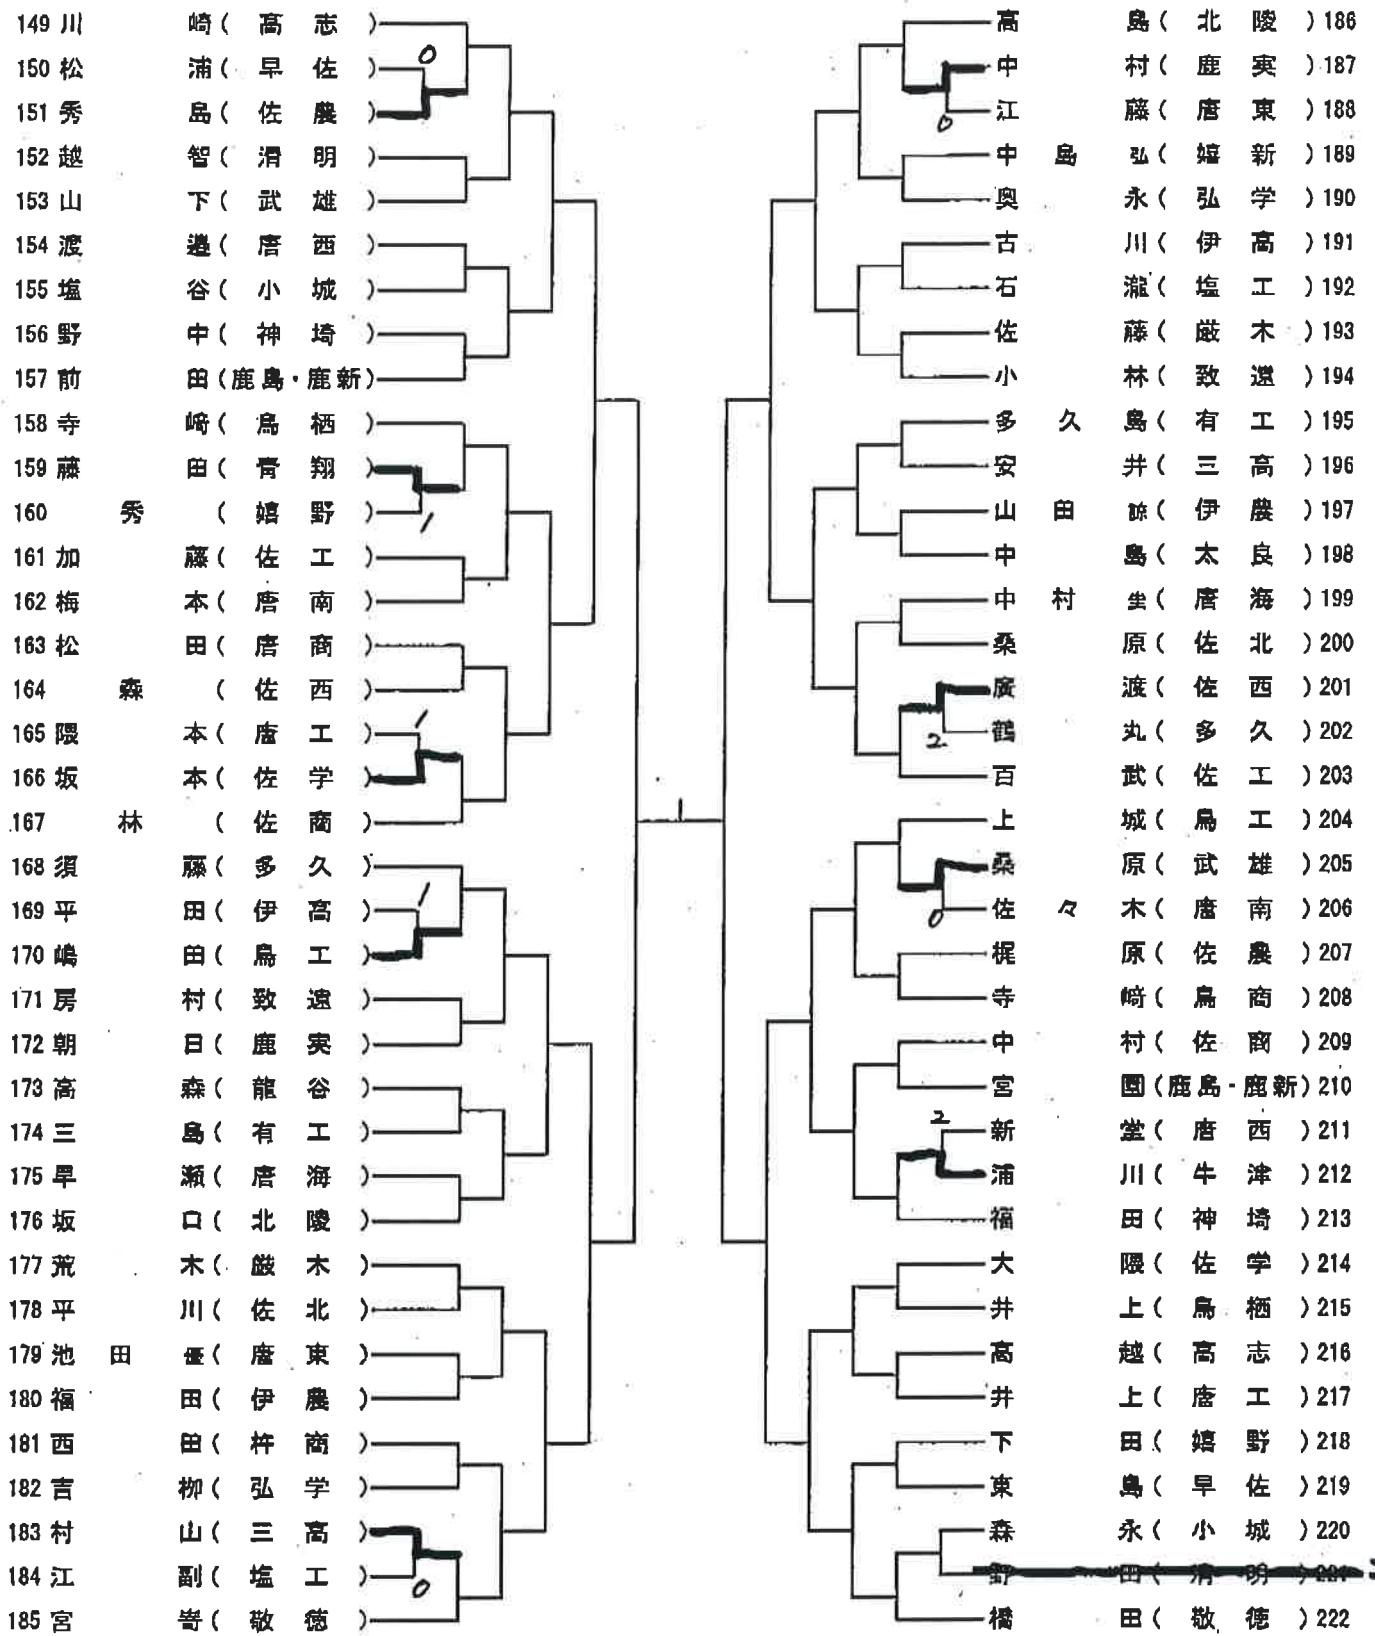 149 川 崎 ( 高 志 )
0
150 松 浦 ( 早 佐 )
151 秀 島 ( 佐 農 )
152 越 智 ( 清 明 )
153 山 下 ( 武 雄 )
154 渡 邉 ( 唐 西 )
155 塩 谷 ( 小 城 )
156 野 中 ( 神 埼 )
157 前 田 (鹿島・鹿新)
158 寺 﨑 ( 鳥 栖 )
159 藤 田 ( 青 翔 )
160 秀 ( 嬉 野 )
1
161 加 藤 ( 佐 工 )
162 梅 本 ( 唐 南 )
163 松 田 ( 唐 商 )
164 森 ( 佐 西 )
1
165 隈 本 ( 唐 工 )
166 坂 本 ( 佐 学 )
167 林 ( 佐 商 )
168 須 藤 ( 多 久 )
1
169 平 田 ( 伊 高 )
170 嶋 田 ( 鳥 工 )
171 房 村 ( 致 遠 )
172 朝 日 ( 鹿 実 )
173 高 森 ( 龍 谷 )
174 三 島 ( 有 工 )
175 早 瀬 ( 唐 海 )
176 坂 口 ( 北 陵 )
177 荒 木 ( 厳 木 )
178 平 川 ( 佐 北 )
179 池 田 優 ( 唐 東 )
180 福 田 ( 伊 農 )
181 西 田 ( 杵 商 )
182 吉 柳 ( 弘 学 )
183 村 山 ( 三 高 )
184 江 副 ( 塩 工 )
0
185 宮 嵜 ( 敬 徳 )
1
高 島 ( 北 陵 ) 186
中 村 ( 鹿 実 ) 187
江 藤 ( 唐 東 ) 188
0
中 島 弘 ( 嬉 新 ) 189
奥 永 ( 弘 学 ) 190
古 川 ( 伊 高 ) 191
石 瀧 ( 塩 工 ) 192
佐 藤 ( 厳 木 ) 193
小 林 ( 致 遠 ) 194
多 久 島 ( 有 工 ) 195
安 井 ( 三 高 ) 196
山 田 諒 ( 伊 農 ) 197
中 島 ( 太 良 ) 198
中 村 圭 ( 唐 海 ) 199
桑 原 ( 佐 北 ) 200
廣 渡 ( 佐 西 ) 201
鶴 丸 ( 多 久 ) 202
2
百 武 ( 佐 工 ) 203
上 城 ( 鳥 工 ) 204
桑 原 ( 武 雄 ) 205
佐 々 木 ( 唐 南 ) 206
0
梶 原 ( 佐 農 ) 207
寺 﨑 ( 鳥 商 ) 208
中 村 ( 佐 商 ) 209
宮 園 (鹿島・鹿新) 210
2
新 堂 ( 唐 西 ) 211
浦 川 ( 牛 津 ) 212
福 田 ( 神 埼 ) 213
大 隈 ( 佐 学 ) 214
井 上 ( 鳥 栖 ) 215
高 越 ( 高 志 ) 216
井 上 ( 唐 工 ) 217
下 田 ( 嬉 野 ) 218
東 島 ( 早 佐 ) 219
森 永 ( 小 城 ) 220
野 田 ( 清 明 ) 221
橋 田 ( 敬 徳 ) 222